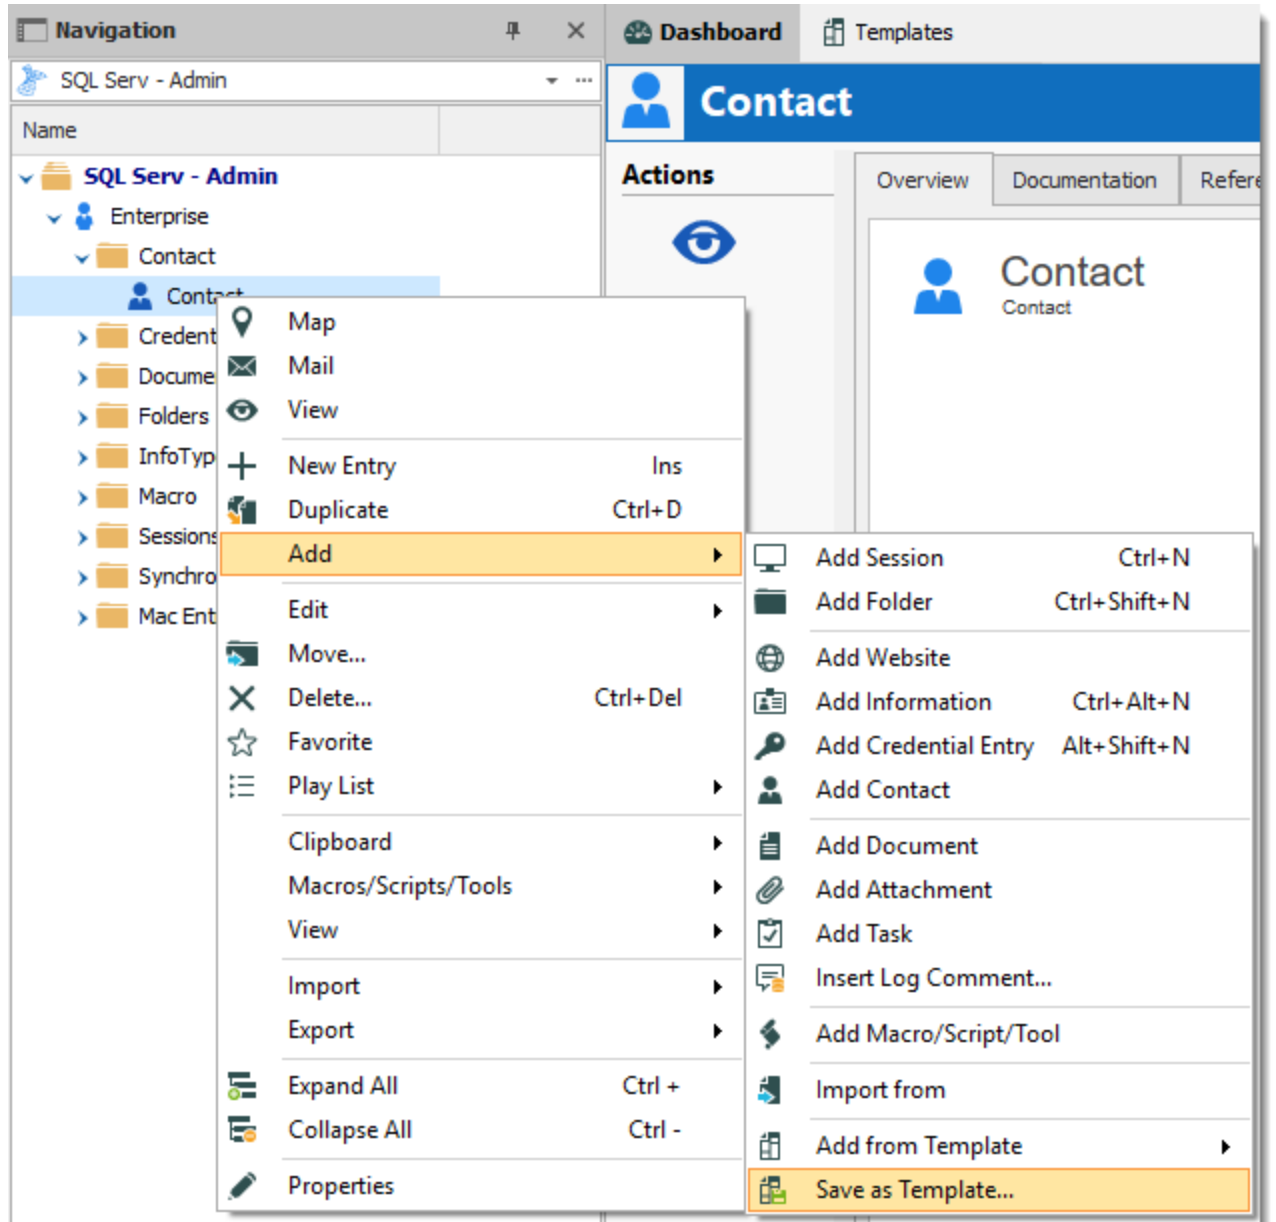 Navigation
Dashboard
Templates
SQL Serv - Admin
Contact
Name
SQL Serv - Admin
Enterprise
Contact
Contact
Credent
Docume
Folders
InfoTyp
Macro
Sessions
Synchro
Mac Ent
Actions
Overview
Documentation
Refere
Contact
Contact
Map
Mail
View
New Entry Ins
Duplicate Ctrl+D
Add
Edit
Move...
Delete... Ctrl+Del
Favorite
Play List
Clipboard
Macros/Scripts/Tools
View
Import
Export
Expand All Ctrl +
Collapse All Ctrl -
Properties
Add Session Ctrl+N
Add Folder Ctrl+Shift+N
Add Website
Add Information Ctrl+Alt+N
Add Credential Entry Alt+Shift+N
Add Contact
Add Document
Add Attachment
Add Task
Insert Log Comment...
Add Macro/Script/Tool
Import from
Add from Template
Save as Template...